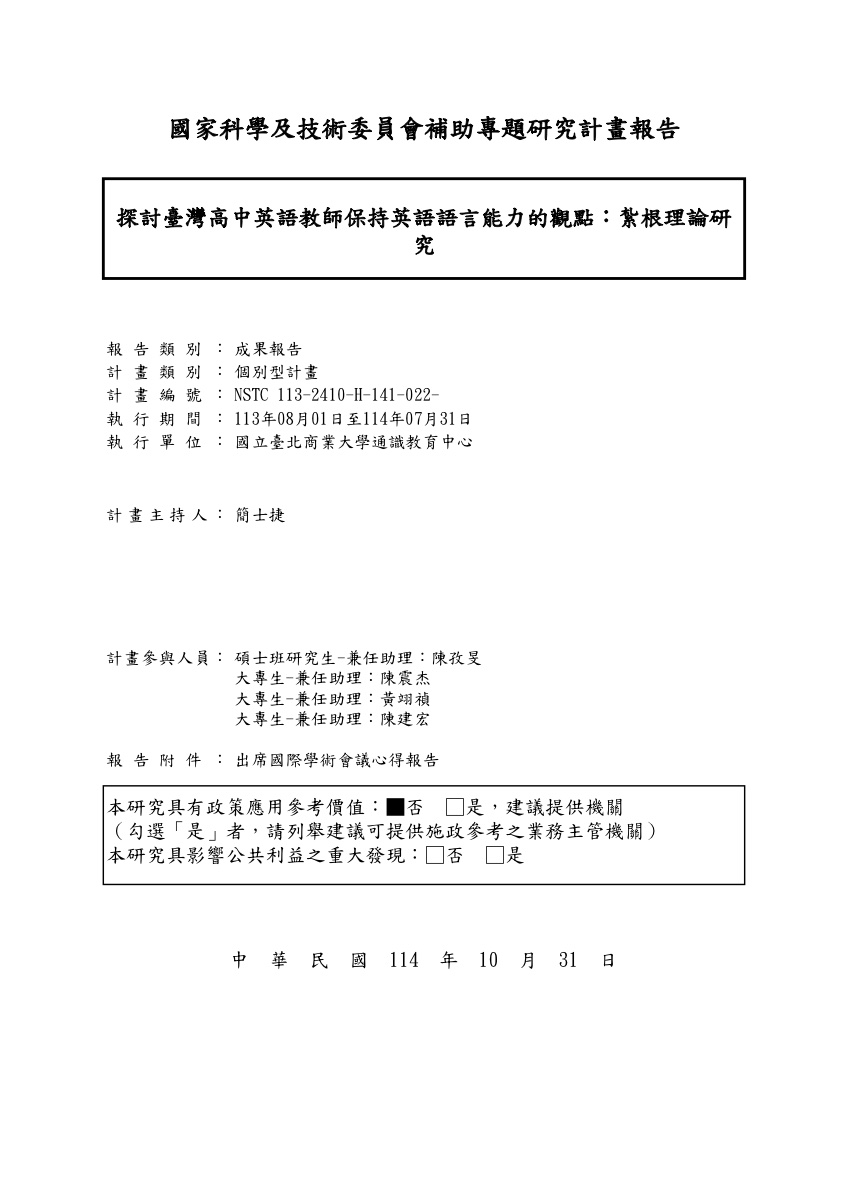 國家科學及技術委員會補助專題研究計畫報告
探討臺灣高中英語教師保持英語語言能力的觀點：紮根理論研
究
報告類別：成果報告
計畫類別：個別型計畫
計畫編號：NSTC 113-2410-H-141-022-
執行期間：113年08月01日至114年07月31日
執行單位：國立臺北商業大學通識教育中心
計畫主持人：簡士捷
計畫參與人員：碩士班研究生-兼任助理：陳孜旻
大專生-兼任助理：陳震杰
大專生-兼任助理：黃翊禎
大專生-兼任助理：陳建宏
報告附件：出席國際學術會議心得報告
本研究具有政策應用參考價值：■否 □是，建議提供機關
（勾選「是」者，請列舉建議可提供施政參考之業務主管機關）
本研究具影響公共利益之重大發現：□否 □是
中華民國 114 年 10 月 31 日